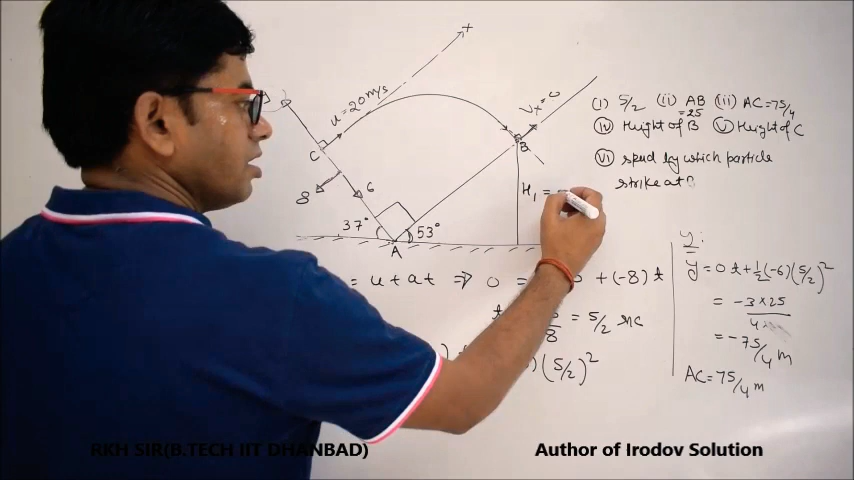 x
y
u = 20m/s
Vx = 0
C
B
8
6
37°
53°
A
H₁ =
(i) 5/2 (ii) AB = 25 (iii) AC = 75/4
(iv) Height of B (v) Height of C
(vi) speed by which particle
strike at B
= u + at ⇒ 0 = + (-8) t
8 = 5/2 sec
(5/2)²
y:
y = 0 t + 1/2 (-6) (5/2)²
= -3 × 25
4
= -75/4 m
AC = 75/4 m
RKH SIR(B.TECH IIT DHANBAD)
Author of Irodov Solution